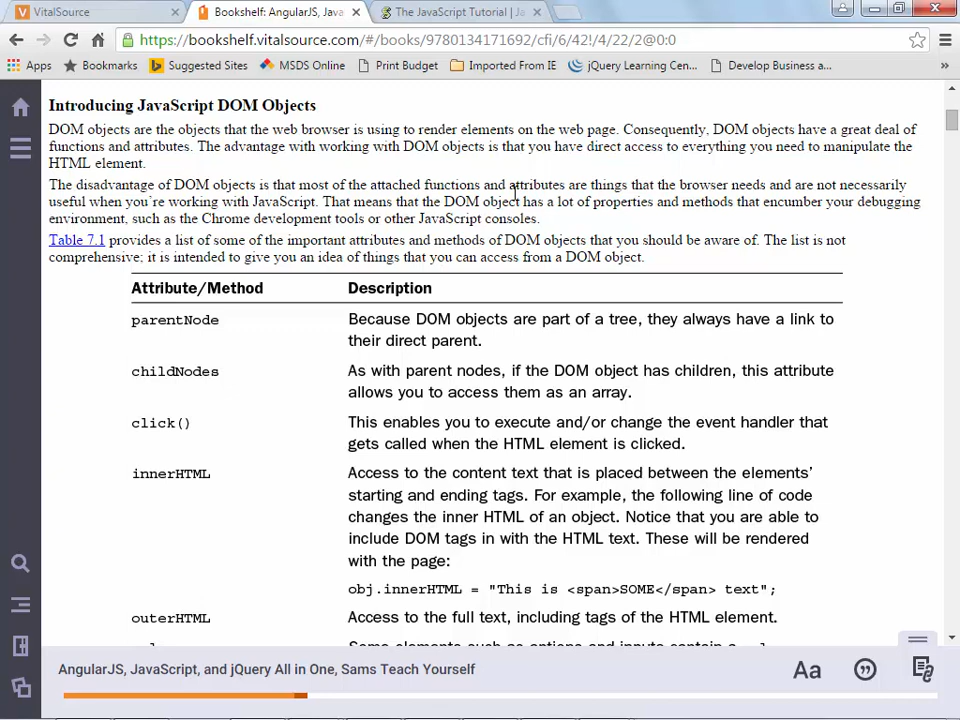 VitalSource
Bookshelf: AngularJS, Java
The JavaScript Tutorial | Ja
https://bookshelf.vitalsource.com/#/books/9780134171692/cfi/6/42!/4/22/2@0:0
Apps Bookmarks Suggested Sites MSDS Online Print Budget Imported From IE jQuery Learning Cen... Develop Business a... »
Introducing JavaScript DOM Objects
DOM objects are the objects that the web browser is using to render elements on the web page. Consequently, DOM objects have a great deal of
functions and attributes. The advantage with working with DOM objects is that you have direct access to everything you need to manipulate the
HTML element.
The disadvantage of DOM objects is that most of the attached functions and attributes are things that the browser needs and are not necessarily
useful when you're working with JavaScript. That means that the DOM object has a lot of properties and methods that encumber your debugging
environment, such as the Chrome development tools or other JavaScript consoles.
Table 7.1 provides a list of some of the important attributes and methods of DOM objects that you should be aware of. The list is not
comprehensive; it is intended to give you an idea of things that you can access from a DOM object.
Attribute/Method Description
parentNode Because DOM objects are part of a tree, they always have a link to
their direct parent.
childNodes As with parent nodes, if the DOM object has children, this attribute
allows you to access them as an array.
click() This enables you to execute and/or change the event handler that
gets called when the HTML element is clicked.
innerHTML Access to the content text that is placed between the elements'
starting and ending tags. For example, the following line of code
changes the inner HTML of an object. Notice that you are able to
include DOM tags in with the HTML text. These will be rendered
with the page:
obj.innerHTML = "This is <span>SOME</span> text";
outerHTML Access to the full text, including tags of the HTML element.
AngularJS, JavaScript, and jQuery All in One, Sams Teach Yourself
Aa